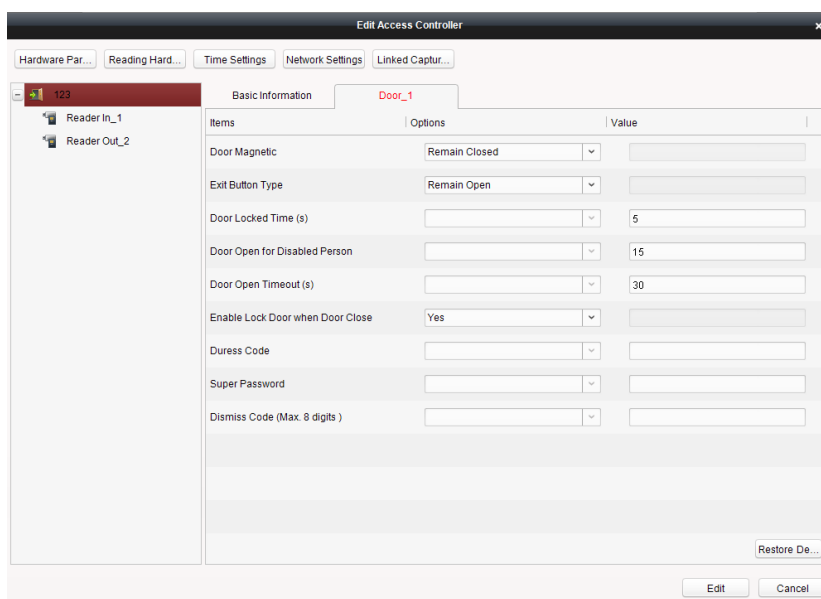 Edit Access Controller x
Hardware Par... Reading Hard... Time Settings Network Settings Linked Captur...
123
Reader In_1
Reader Out_2
Basic Information Door_1
Items Options Value
Door Magnetic Remain Closed
Exit Button Type Remain Open
Door Locked Time (s) 5
Door Open for Disabled Person 15
Door Open Timeout (s) 30
Enable Lock Door when Door Close Yes
Duress Code
Super Password
Dismiss Code (Max. 8 digits )
Restore De...
Edit Cancel